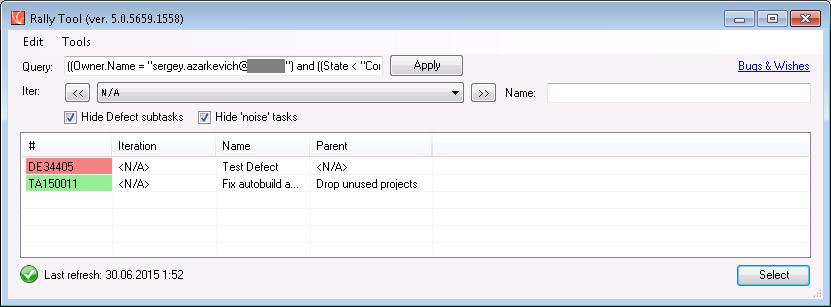 Rally Tool (ver. 5.0.5659.1558)
Edit Tools
Query: ((Owner.Name = "sergey.azarkevich@ ") and ((State < "Co Apply Bugs & Wishes
Iter: << N/A >> Name:
Hide Defect subtasks Hide 'noise' tasks
# Iteration Name Parent
DE34405 <N/A> Test Defect <N/A>
TA150011 <N/A> Fix autobuild a... Drop unused projects
Last refresh: 30.06.2015 1:52 Select